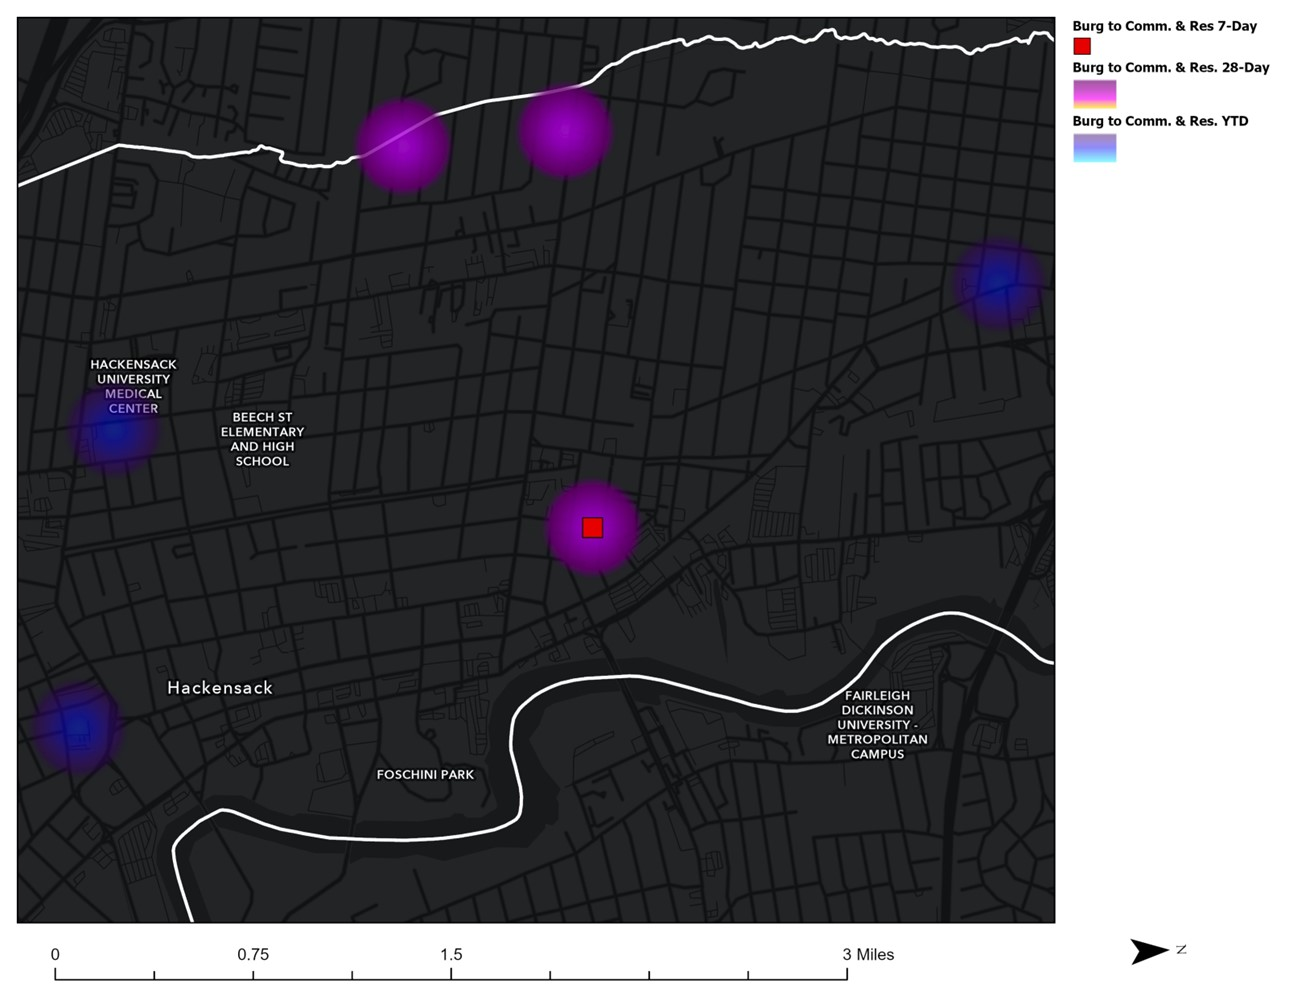 Burg to Comm. & Res 7-Day
Burg to Comm. & Res. 28-Day
Burg to Comm. & Res. YTD
HACKENSACK
UNIVERSITY
MEDICAL
CENTER
BEECH ST
ELEMENTARY
AND HIGH
SCHOOL
Hackensack
FAIRLEIGH
DICKINSON
UNIVERSITY -
METROPOLITAN
CAMPUS
FOSCHINI PARK
0 0.75 1.5 3 Miles
N